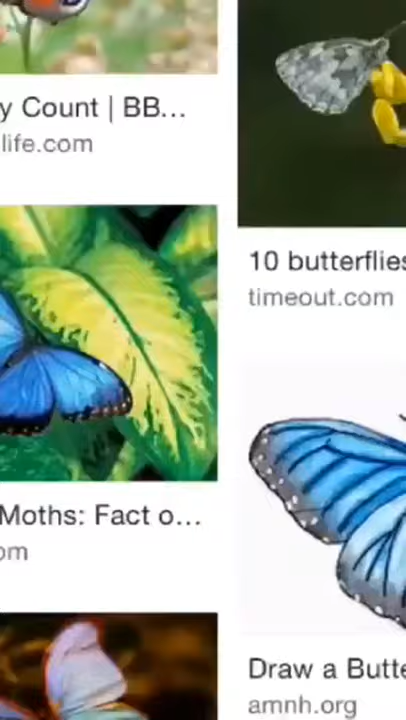 y Count | BB...
life.com
10 butterflies
timeout.com
Moths: Fact o...
om
Draw a Butte
amnh.org